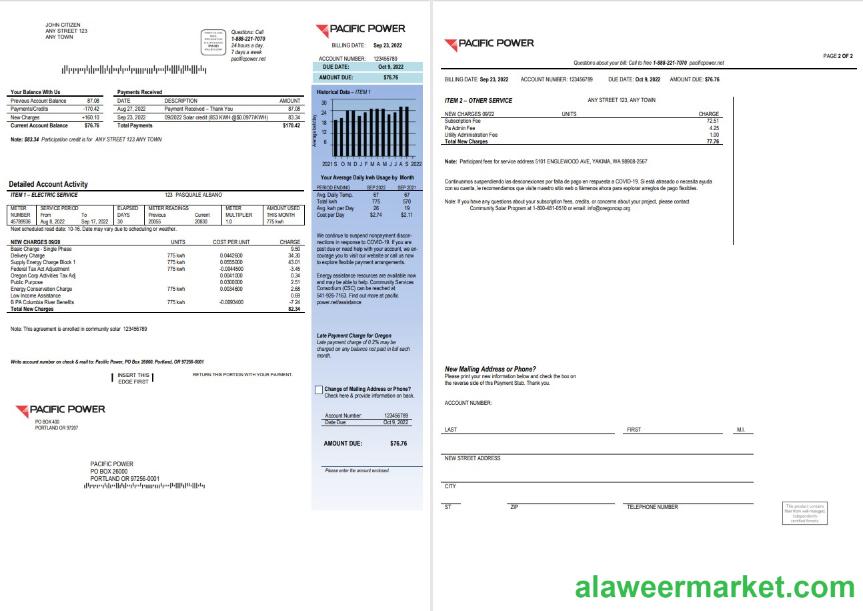 JOHN CITIZEN
ANY STREET 123
ANY TOWN
Questions: Call
1-888-221-7070
24 hours a day,
7 days a week
pacificpower.net
PACIFIC POWER
BILLING DATE: Sep 23, 2022
ACCOUNT NUMBER: 123456789
DUE DATE: Oct 9, 2022
AMOUNT DUE: $76.76
Your Balance With Us
Previous Account Balance 87.08
Payments/Credits -170.42
New Charges +160.10
Current Account Balance $76.76
Payments Received
DATE DESCRIPTION AMOUNT
Aug 27, 2022 Payment Received – Thank You 87.08
Sep 23, 2022 09/2022 Solar credit (853 KWH @$0.0977/KWH) 83.34
Total Payments $170.42
Note: $83.34 Participation credit is for ANY STREET 123 ANY TOWN
Historical Data – ITEM 1
Average kwh/day
30
24
18
12
6
2021 S O N D J F M A M J J A S 2022
Your Average Daily kwh Usage by Month
PERIOD ENDING SEP 2022 SEP 2021
Avg. Daily Temp. 67 67
Total kwh 775 570
Avg. kwh per Day 26 19
Cost per Day $2.74 $2.11
Detailed Account Activity
ITEM 1 – ELECTRIC SERVICE 123 PASQUALE ALBANO
METER NUMBER SERVICE PERIOD From To ELAPSED DAYS METER READINGS Previous Current METER MULTIPLIER AMOUNT USED THIS MONTH
45789836 Aug 8, 2022 Sep 17, 2022 30 20055 20830 1.0 775 kwh
Next scheduled read date: 10-16. Date may vary due to scheduling or weather.
NEW CHARGES 09/28 UNITS COST PER UNIT CHARGE
Basic Charge - Single Phase 9.50
Delivery Charge 775 kwh 0.0442500 34.30
Supply Energy Charge Block 1 0.0555000 43.01
Federal Tax Act Adjustment 775 kwh -0.0044500 -3.45
Oregon Corp Activities Tax Adj 0.0041000 0.34
Public Purpose 0.0300000 2.51
Energy Conservation Charge 775 kwh 0.0034600 2.68
Low Income Assistance 0.69
B PA Columbia River Benefits 775 kwh -0.0093400 -7.24
Total New Charges 82.34
Note: This agreement is enrolled in community solar 123456789
We continue to suspend nonpayment discon-
nections in response to COVID-19. If you are
past due or need help with your account, we en-
courage you to visit our website or call us now
to explore flexible payment arrangements.
Energy assistance resources are available now
and may be able to help. Community Services
Consortium (CSC) can be reached at
541-926-7163. Find out more at pacific
power.net/assistance
Late Payment Charge for Oregon
Late payment charge of 0.2% may be
charged on any balance not paid in full each
month.
Write account number on check & mail to: Pacific Power, PO Box 26000, Portland, OR 97256-0001
INSERT THIS
EDGE FIRST
RETURN THIS PORTION WITH YOUR PAYMENT.
Change of Mailing Address or Phone?
Check here & provide information on back.
PACIFIC POWER
PO BOX 400
PORTLAND OR 97207
Account Number: 123456789
Date Due: Oct 9, 2022
AMOUNT DUE: $76.76
Please enter the amount enclosed
PACIFIC POWER
PO BOX 26000
PORTLAND OR 97256-0001
PACIFIC POWER
PAGE 2 OF 2
Questions about your bill: Call to free 1-888-221-7070 pacificpower.net
BILLING DATE: Sep 23, 2022 ACCOUNT NUMBER: 123456789 DUE DATE: Oct 9, 2022 AMOUNT DUE: $76.76
ITEM 2 – OTHER SERVICE ANY STREET 123, ANY TOWN
NEW CHARGES 09/22 UNITS CHARGE
Subscription Fee 72.51
Pa Admin Fee 4.25
Utility Administration Fee 1.00
Total New Charges 77.76
Note: Participant fees for service address 5101 ENGLEWOOD AVE, YAKIMA, WA 98908-2567
Continuamos suspendiendo las desconexiones por falta de pago en respuesta a COVID-19. Si está atrasado o necesita ayuda
con su cuenta, le recomendamos que visite nuestro sitio web o llámenos ahora para explorar arreglos de pago flexibles.
Note: If you have any questions about your subscription fees, credits, or concerns about your project, please contact
Community Solar Program at 1-800-481-0510 or email: info@oregoncsp.org
New Mailing Address or Phone?
Please print your new information below and check the box on
the reverse side of this Payment Stub. Thank you.
ACCOUNT NUMBER:
LAST FIRST M.I.
NEW STREET ADDRESS
CITY
ST ZIP TELEPHONE NUMBER
This product contains
fiber from well-managed,
independently
certified forests
alaweermarket.com